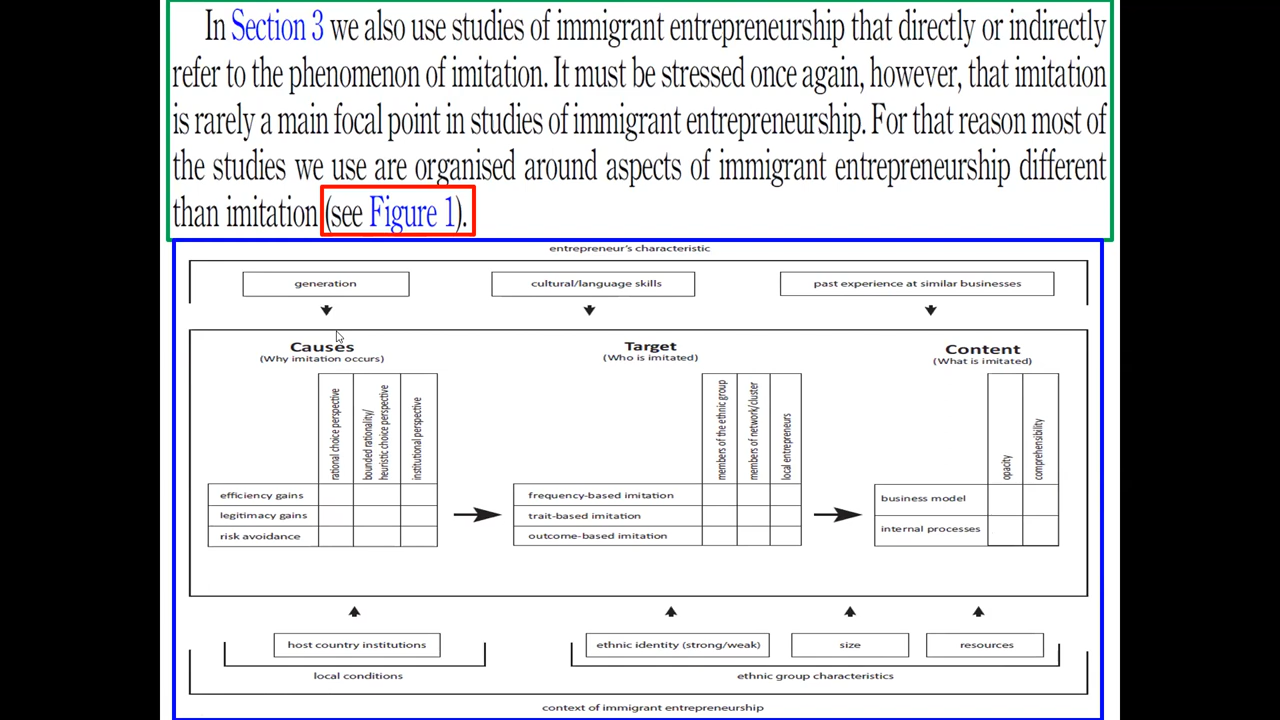 In Section 3 we also use studies of immigrant entrepreneurship that directly or indirectly
refer to the phenomenon of imitation. It must be stressed once again, however, that imitation
is rarely a main focal point in studies of immigrant entrepreneurship. For that reason most of
the studies we use are organised around aspects of immigrant entrepreneurship different
than imitation (see Figure 1).
entrepreneur's characteristic
generation
cultural/language skills
past experience at similar businesses
Causes
(Why imitation occurs)
rational choice perspective
bounded rationality/
heuristic choice perspective
institutional perspective
efficiency gains
legitimacy gains
risk avoidance
Target
(Who is imitated)
members of the ethnic group
members of network/cluster
local entrepreneurs
frequency-based imitation
trait-based imitation
outcome-based imitation
Content
(What is imitated)
opacity
comprehensibility
business model
internal processes
host country institutions
local conditions
ethnic identity (strong/weak)
size
resources
ethnic group characteristics
context of immigrant entrepreneurship